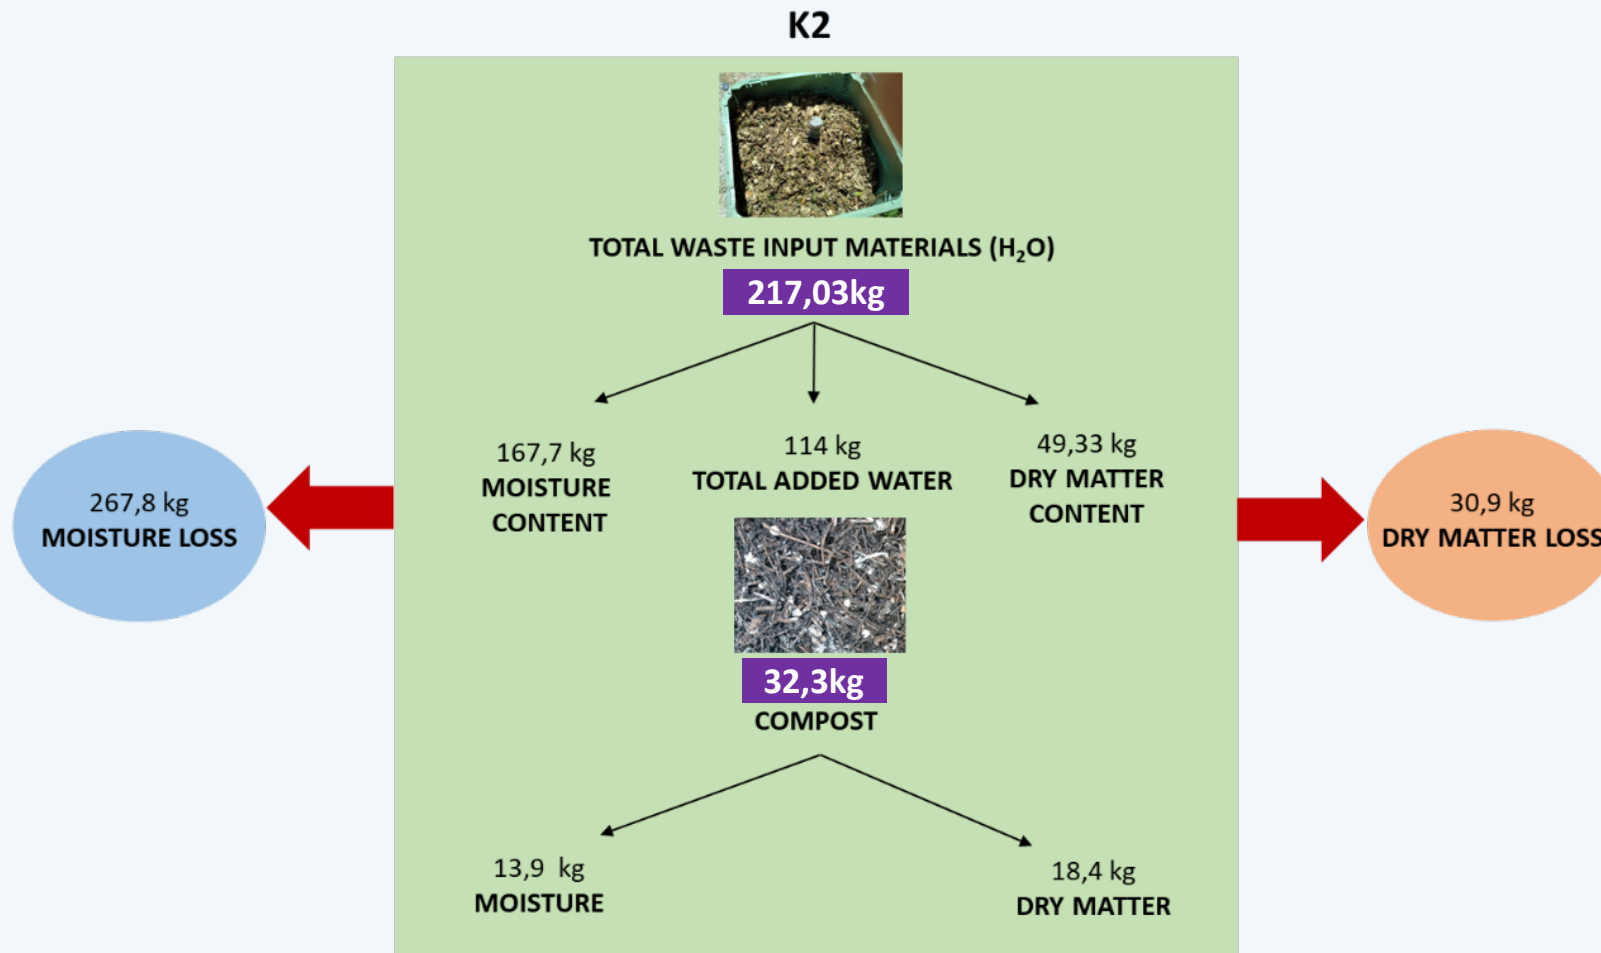 K2
TOTAL WASTE INPUT MATERIALS (H₂O)
217,03kg
167,7 kg
MOISTURE
CONTENT
114 kg
TOTAL ADDED WATER
49,33 kg
DRY MATTER
CONTENT
267,8 kg
MOISTURE LOSS
30,9 kg
DRY MATTER LOSS
32,3kg
COMPOST
13,9 kg
MOISTURE
18,4 kg
DRY MATTER